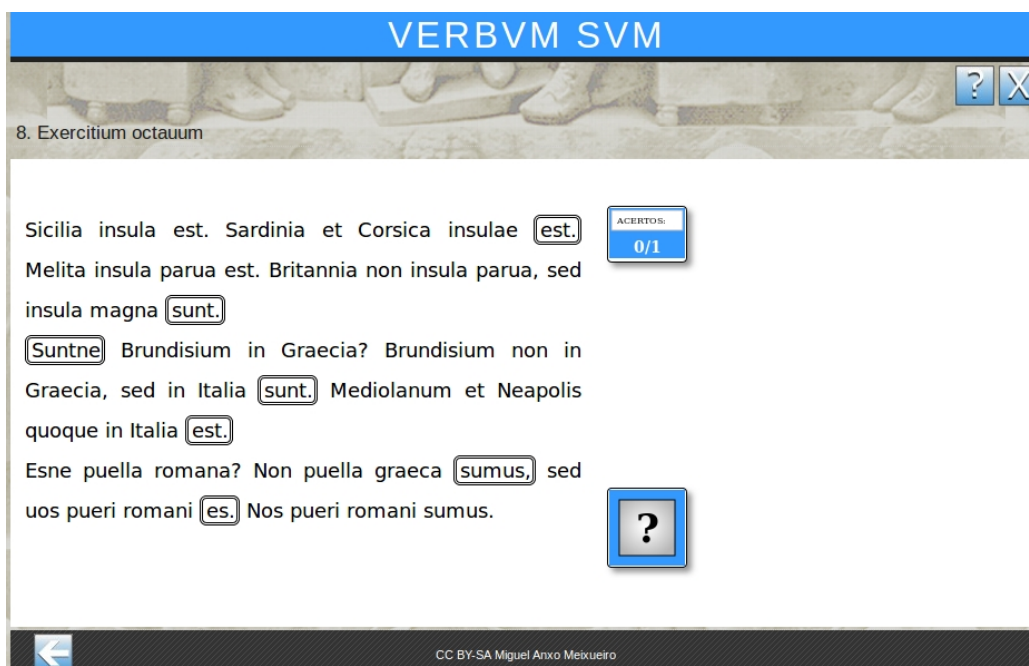 VERBVM SVM
? X
8. Exercitium octauum
Sicilia insula est. Sardinia et Corsica insulae est.
ACERTOS:
0/1
Melita insula parua est. Britannia non insula parua, sed
insula magna sunt.
Suntne Brundisium in Graecia? Brundisium non in
Graecia, sed in Italia sunt. Mediolanum et Neapolis
quoque in Italia est.
Esne puella romana? Non puella graeca sumus, sed
uos pueri romani es. Nos pueri romani sumus.
?
CC BY-SA Miguel Anxo Meixueiro